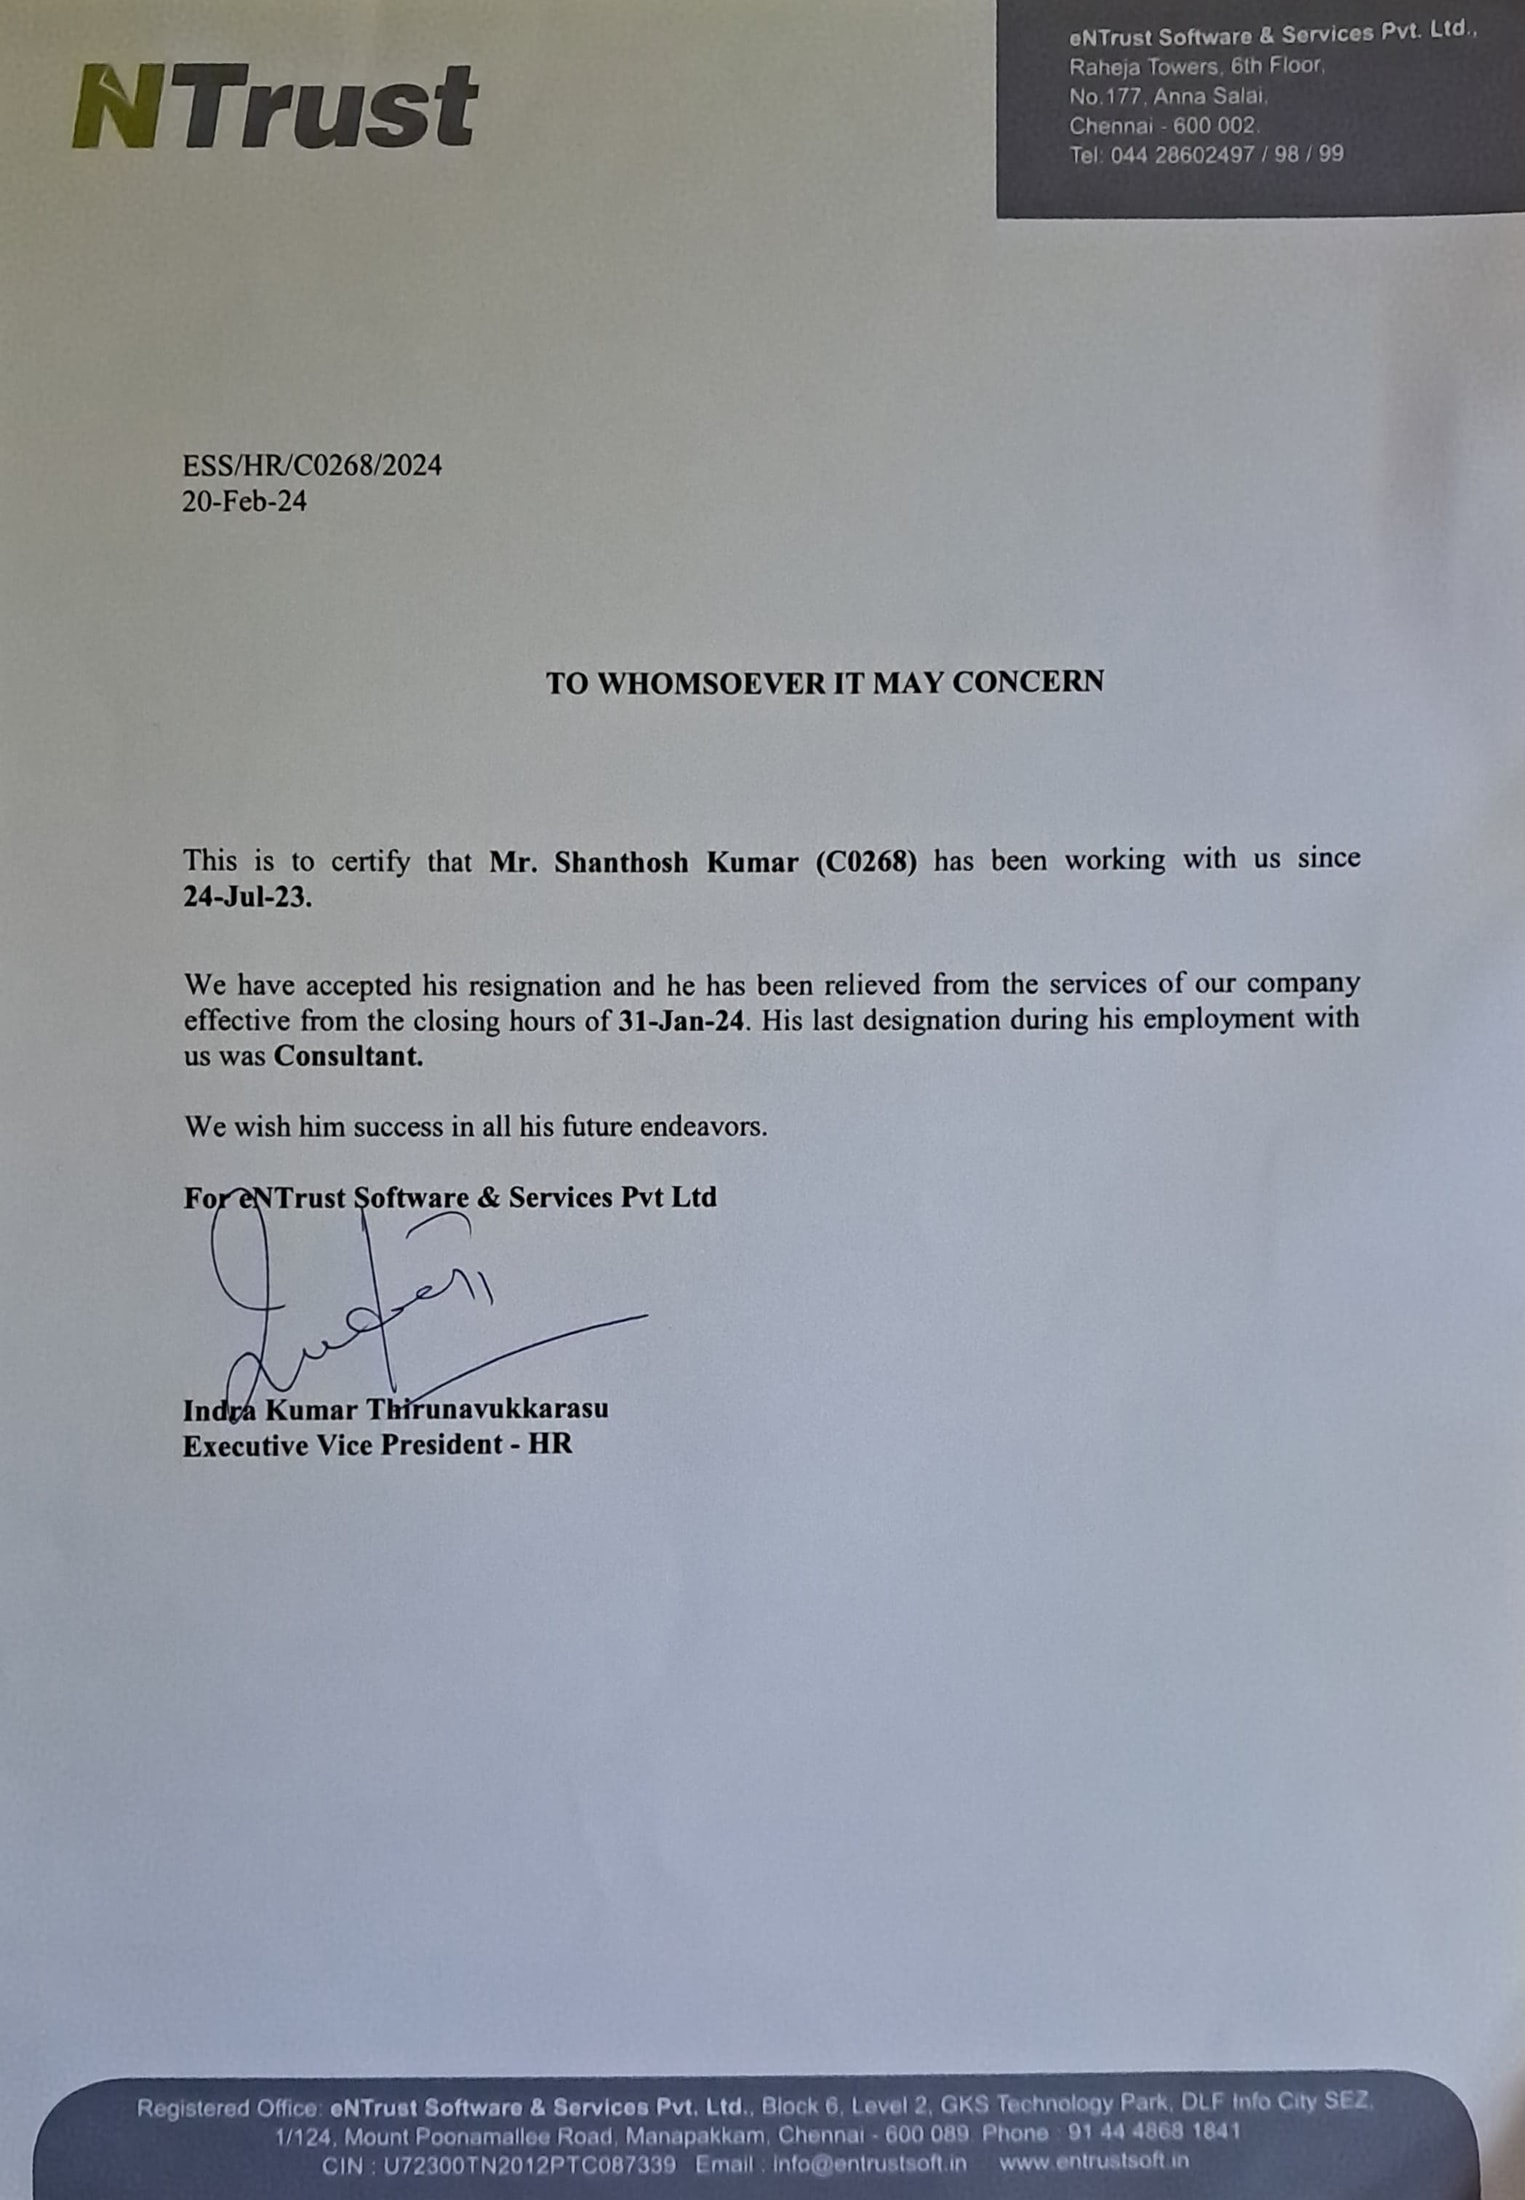 NTrust
eNTrust Software & Services Pvt. Ltd.,
Raheja Towers, 6th Floor,
No.177, Anna Salai,
Chennai - 600 002.
Tel: 044 28602497 / 98 / 99
ESS/HR/C0268/2024
20-Feb-24
TO WHOMSOEVER IT MAY CONCERN
This is to certify that Mr. Shanthosh Kumar (C0268) has been working with us since
24-Jul-23.
We have accepted his resignation and he has been relieved from the services of our company
effective from the closing hours of 31-Jan-24. His last designation during his employment with
us was Consultant.
We wish him success in all his future endeavors.
For eNTrust Software & Services Pvt Ltd
Indra Kumar Thirunavukkarasu
Executive Vice President - HR
Registered Office: eNTrust Software & Services Pvt. Ltd., Block 6, Level 2, GKS Technology Park, DLF Info City SEZ,
1/124, Mount Poonamallee Road, Manapakkam, Chennai - 600 089. Phone : 91 44 4868 1841
CIN : U72300TN2012PTC087339 Email : info@entrustsoft.in www.entrustsoft.in